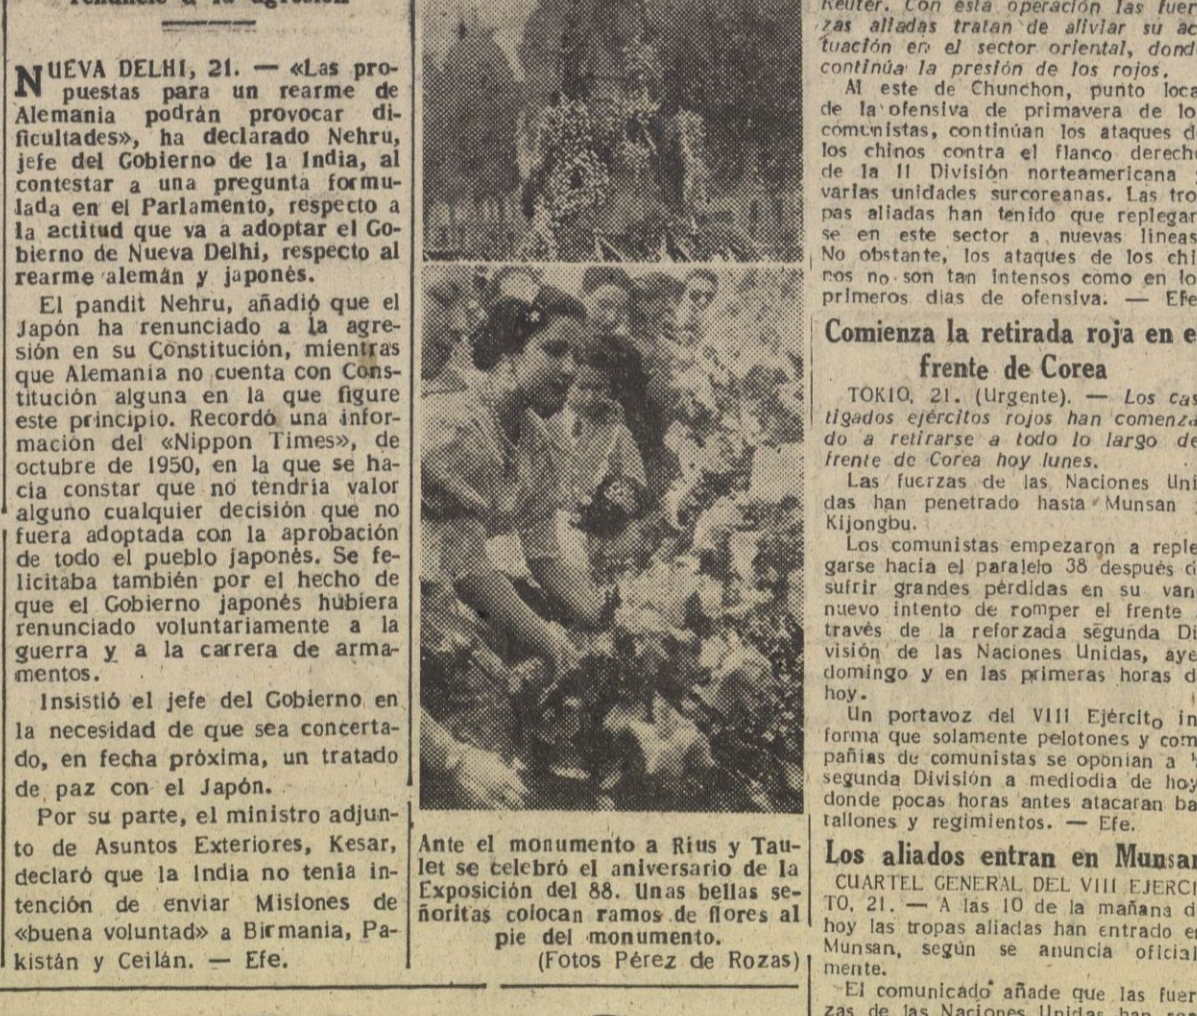 renuncie a la agresión
NUEVA DELHI, 21. — «Las pro-
puestas para un rearme de
Alemania podrán provocar di-
ficultades», ha declarado Nehru,
jefe del Gobierno de la India, al
contestar a una pregunta formu-
lada en el Parlamento, respecto a
la actitud que va a adoptar el Go-
bierno de Nueva Delhi, respecto al
rearme alemán y japonés.
El pandit Nehru, añadió que el
Japón ha renunciado a la agre-
sión en su Constitución, mientras
que Alemania no cuenta con Cons-
titución alguna en la que figure
este principio. Recordó una infor-
mación del «Nippon Times», de
octubre de 1950, en la que se ha-
cía constar que no tendría valor
alguno cualquier decisión que no
fuera adoptada con la aprobación
de todo el pueblo japonés. Se fe-
licitaba también por el hecho de
que el Gobierno japonés hubiera
renunciado voluntariamente a la
guerra y a la carrera de arma-
mentos.
Insistió el jefe del Gobierno en
la necesidad de que sea concerta-
do, en fecha próxima, un tratado
de paz con el Japón.
Por su parte, el ministro adjun-
to de Asuntos Exteriores, Kesar,
declaró que la India no tenía in-
tención de enviar Misiones de
«buena voluntad» a Birmania, Pa-
kistán y Ceilán. — Efe.
Ante el monumento a Rius y Tau-
let se celebró el aniversario de la
Exposición del 88. Unas bellas se-
ñoritas colocan ramos de flores al
pie del monumento.
(Fotos Pérez de Rozas)
Reuter. Con esta operación las fuer
zas aliadas tratan de aliviar su ac
tuación en el sector oriental, dond
continúa la presión de los rojos.
Al este de Chunchon, punto loca
de la ofensiva de primavera de lo
comunistas, continúan los ataques d
los chinos contra el flanco derech
de la II División norteamericana
varias unidades surcoreanas. Las tro
pas aliadas han tenido que replegar
se en este sector a nuevas líneas
No obstante, los ataques de los chi
nos no son tan intensos como en lo
primeros días de ofensiva. — Efe
Comienza la retirada roja en e
frente de Corea
TOKIO, 21. (Urgente). — Los cas
tigados ejércitos rojos han comenza
do a retirarse a todo lo largo de
frente de Corea hoy lunes.
Las fuerzas de las Naciones Uni
das han penetrado hasta Munsan
Kijongbu.
Los comunistas empezaron a reple
garse hacia el paralelo 38 después d
sufrir grandes pérdidas en su van
nuevo intento de romper el frente
través de la reforzada segunda Di
visión de las Naciones Unidas, aye
domingo y en las primeras horas d
hoy.
Un portavoz del VIII Ejército in
forma que solamente pelotones y com
pañías de comunistas se oponían a
segunda División a mediodía de hoy
donde pocas horas antes atacaran ba
tallones y regimientos. — Efe.
Los aliados entran en Munsan
CUARTEL GENERAL DEL VIII EJERCI
TO, 21. — A las 10 de la mañana d
hoy las tropas aliadas han entrado e
Munsan, según se anuncia oficial
mente.
El comunicado añade que las fuer
zas de las Naciones Unidas han